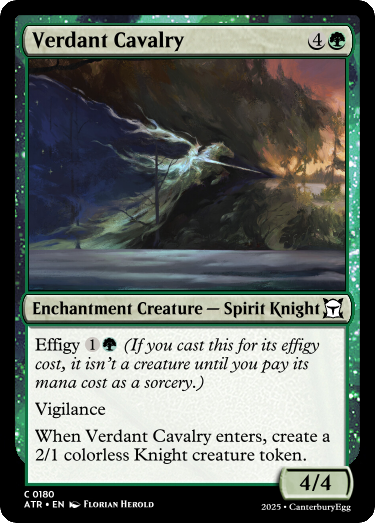 Verdant Cavalry 4
Enchantment Creature — Spirit Knight
Effigy 1 (If you cast this for its effigy
cost, it isn't a creature until you pay its
mana cost as a sorcery.)
Vigilance
When Verdant Cavalry enters, create a
2/1 colorless Knight creature token.
4/4
C 0180
ATR • EN Florian Herold
2025 • CanterburyEgg